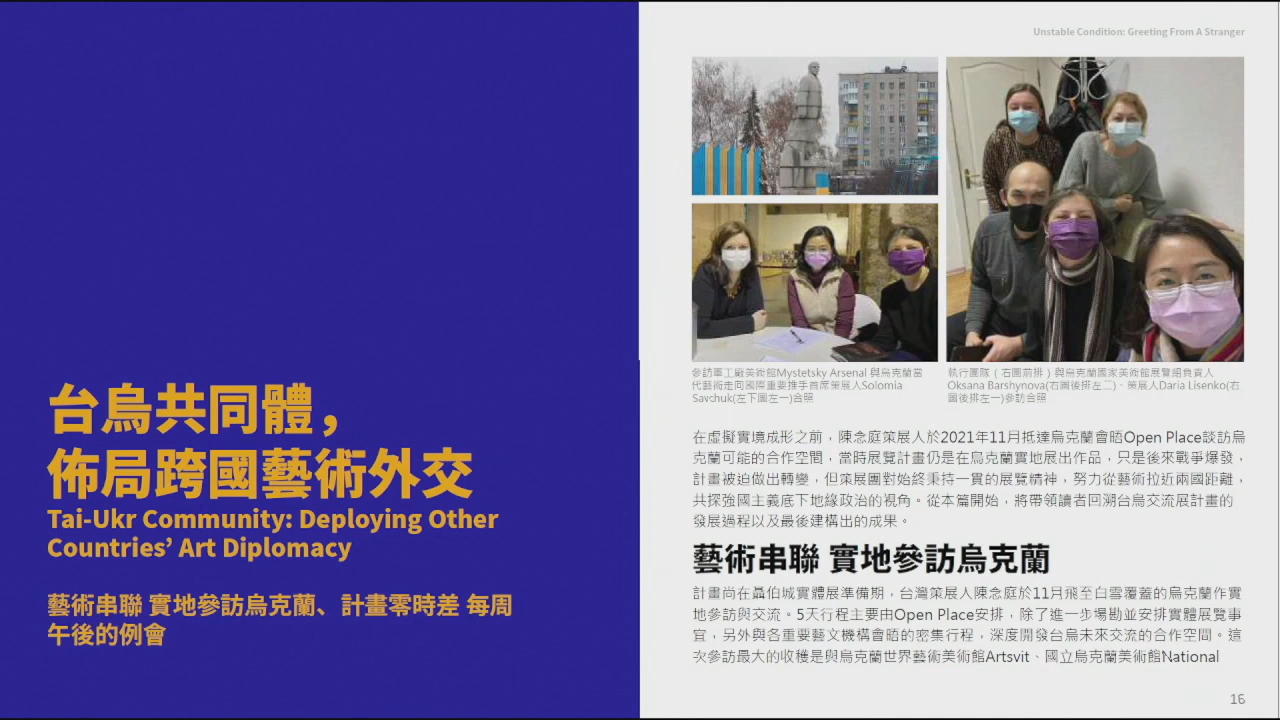 台烏共同體，
佈局跨國藝術外交
Tai-Ukr Community: Deploying Other
Countries’ Art Diplomacy
藝術串聯 實地參訪烏克蘭、計畫零時差 每周
午後的例會
Unstable Condition: Greeting From A Stranger
參訪軍工廠美術館Mystetsky Arsenal 與烏克蘭當
代藝術走向國際重要推手首席策展人Solomia
Savchuk(左下圖左一)合照
執行團隊（右圖前排）與烏克蘭國家美術館展覽組負責人
Oksana Barshynova(右圖後排左二)、策展人Daria Lisenko(右
圖後排左一)參訪合照
在虛擬實境成形之前，陳念庭策展人於2021年11月抵達烏克蘭會晤Open Place談訪烏
克蘭可能的合作空間，當時展覽計畫仍是在烏克蘭實地展出作品，只是後來戰爭爆發，
計畫被迫做出轉變，但策展團對始終秉持一貫的展覽精神，努力從藝術拉近兩國距離，
共探強國主義底下地緣政治的視角。從本篇開始，將帶領讀者回溯台烏交流展計畫的
發展過程以及最後建構出的成果。
藝術串聯 實地參訪烏克蘭
計畫尚在聶伯城實體展準備期，台灣策展人陳念庭於11月飛至白雪覆蓋的烏克蘭作實
地參訪與交流。5天行程主要由Open Place安排，除了進一步場勘並安排實體展覽事
宜，另外與各重要藝文機構會晤的密集行程，深度開發台烏未來交流的合作空間。這
次參訪最大的收穫是與烏克蘭世界藝術美術館Artsvit、國立烏克蘭美術館National
16